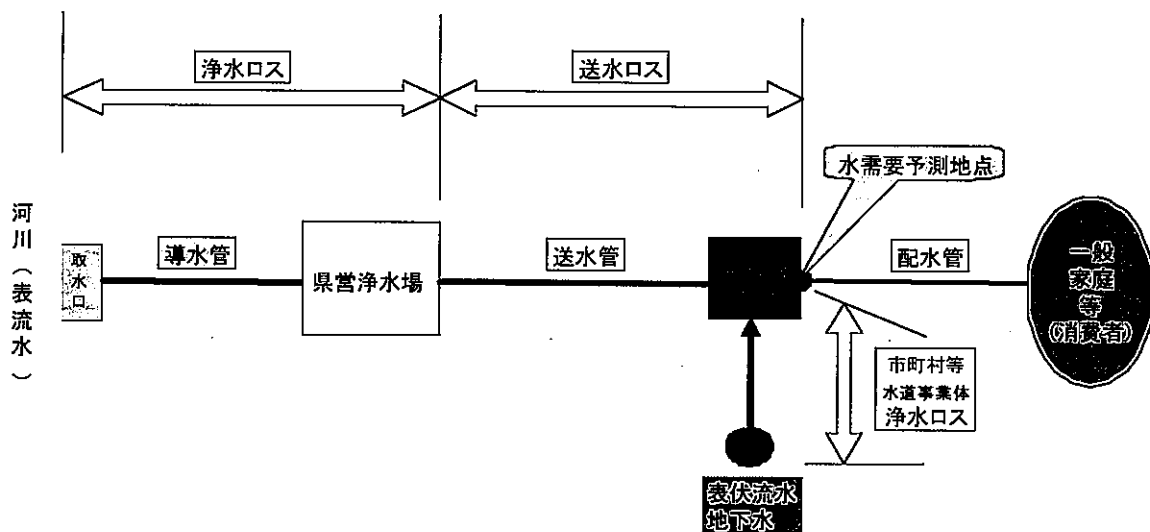 浄水ロス
送水ロス
水需要予測地点
河川（表流水）
取水口
導水管
県営浄水場
送水管
配水管
一般
家庭
等
(消費者)
市町村等
水道事業体
浄水ロス
表伏流水
地下水